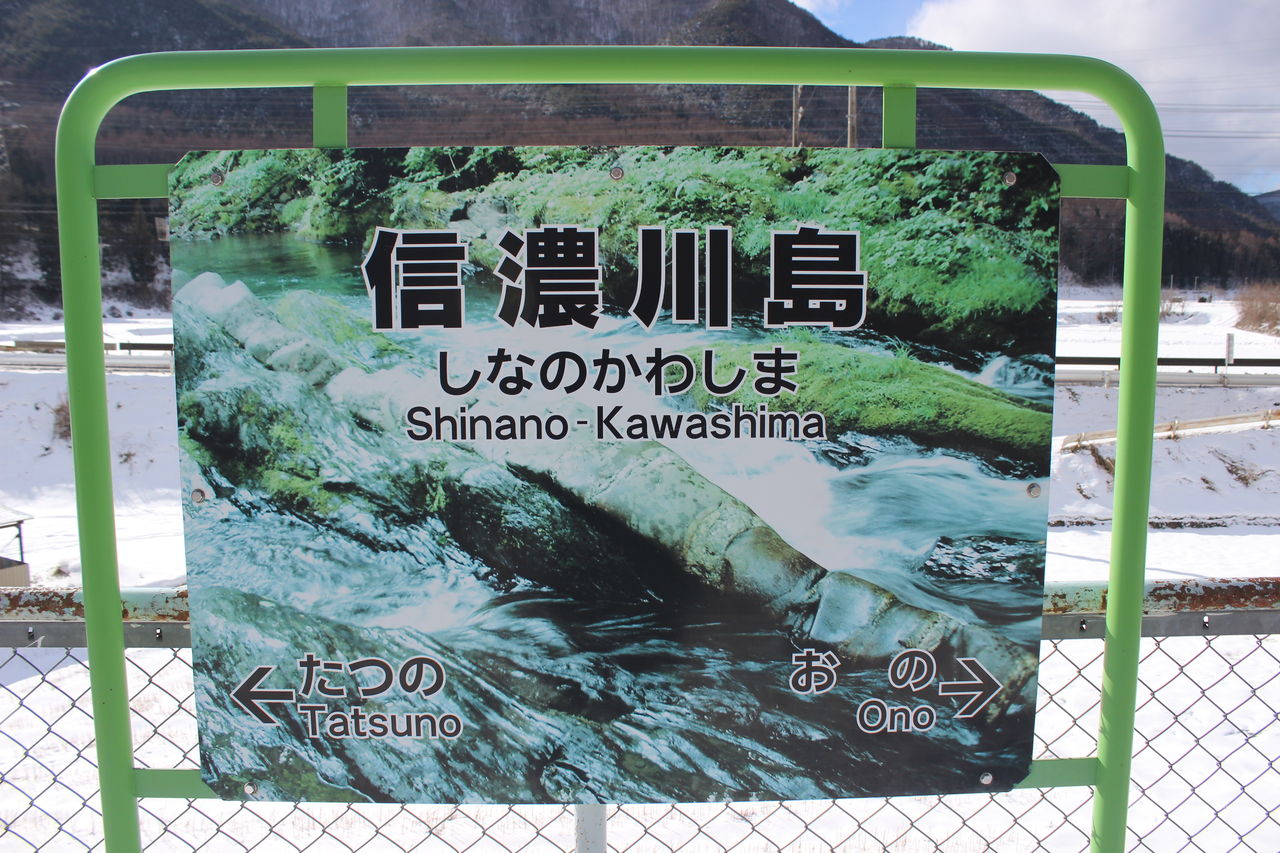 信濃川島
しなのかわしま
Shinano-Kawashima
←たつの おの→
Tatsuno Ono